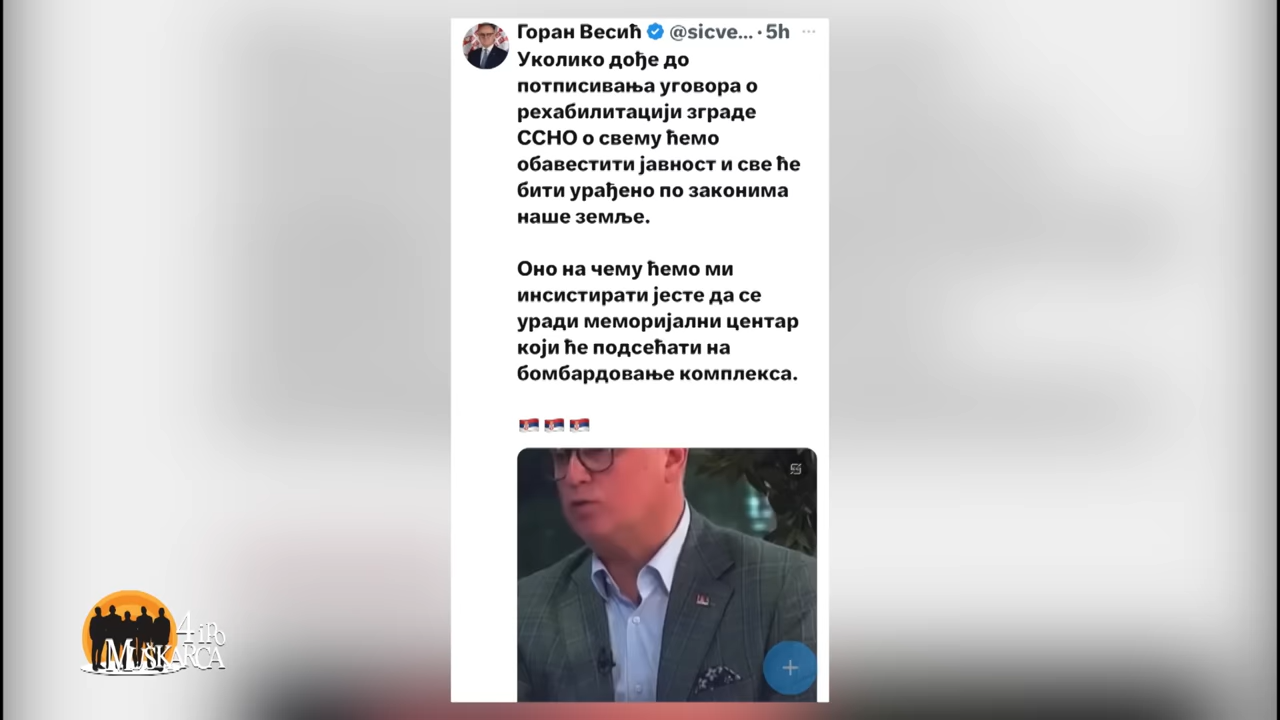 Горан Весић @sicve... · 5h ...
Уколико дође до
потписивања уговора о
рехабилитацији зграде
ССНО о свему ћемо
обавестити јавност и све ће
бити урађено по законима
наше земље.
Оно на чему ћемо ми
инсистирати јесте да се
уради меморијални центар
који ће подсећати на
бомбардовање комплекса.
4 i po
MUŠKARCA